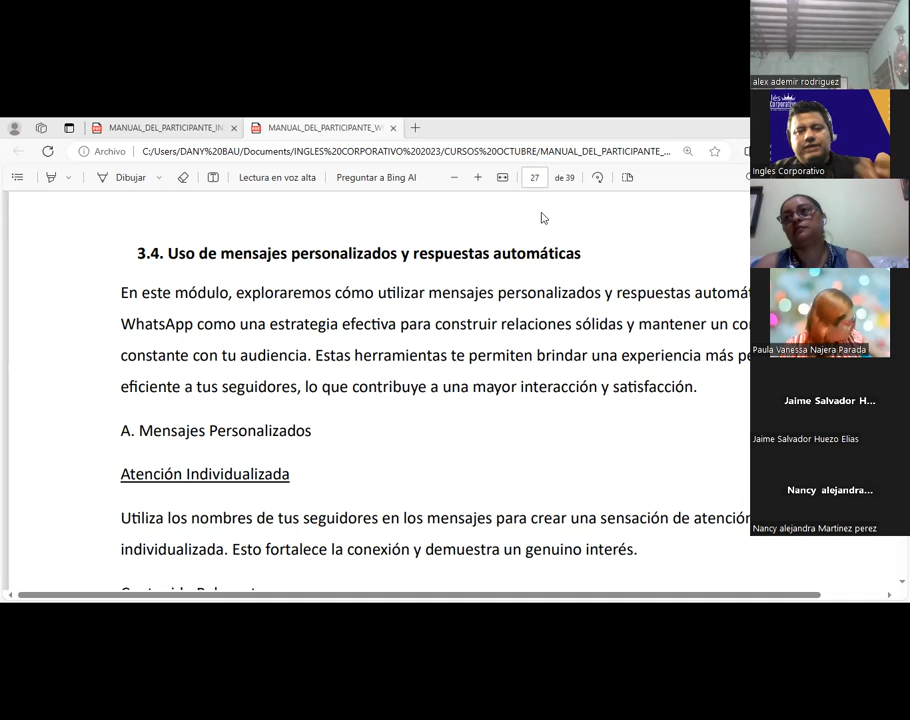 MANUAL_DEL_PARTICIPANTE_IN
MANUAL_DEL_PARTICIPANTE_W
Archivo
C:/Users/DANY%20BAU/Documents/INGLES%20CORPORATIVO%202023/CURSOS%20OCTUBRE/MANUAL_DEL_PARTICIPANTE_...
Dibujar
Lectura en voz alta
Preguntar a Bing AI
27
de 39
3.4. Uso de mensajes personalizados y respuestas automáticas
En este módulo, exploraremos cómo utilizar mensajes personalizados y respuestas automát
WhatsApp como una estrategia efectiva para construir relaciones sólidas y mantener un co
constante con tu audiencia. Estas herramientas te permiten brindar una experiencia más pe
eficiente a tus seguidores, lo que contribuye a una mayor interacción y satisfacción.
A. Mensajes Personalizados
Atención Individualizada
Utiliza los nombres de tus seguidores en los mensajes para crear una sensación de atención
individualizada. Esto fortalece la conexión y demuestra un genuino interés.
alex ademir rodriguez
Inglés
Corporativo
Ingles Corporativo
Paula Vanessa Najera Parada
Jaime Salvador H...
Jaime Salvador Huezo Elias
Nancy alejandra...
Nancy alejandra Martinez perez